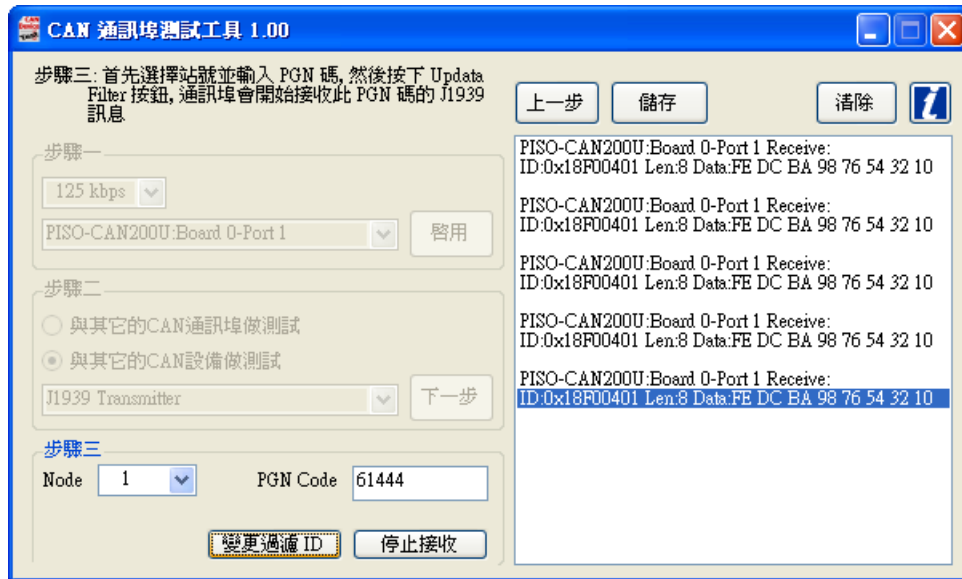 CAN 通訊埠測試工具 1.00
步驟三: 首先選擇站號並輸入 PGN 碼, 然後按下 Updata
Filter 按鈕, 通訊埠會開始接收此 PGN 碼的 J1939
訊息
步驟一
125 kbps
PISO-CAN200U:Board 0-Port 1
啓用
步驟二
與其它的CAN通訊埠做測試
與其它的CAN設備做測試
J1939 Transmitter
下一步
步驟三
Node 1 PGN Code 61444
變更過濾 ID 停止接收
上一步 儲存 清除
PISO-CAN200U:Board 0-Port 1 Receive:
ID:0x18F00401 Len:8 Data:FE DC BA 98 76 54 32 10
PISO-CAN200U:Board 0-Port 1 Receive:
ID:0x18F00401 Len:8 Data:FE DC BA 98 76 54 32 10
PISO-CAN200U:Board 0-Port 1 Receive:
ID:0x18F00401 Len:8 Data:FE DC BA 98 76 54 32 10
PISO-CAN200U:Board 0-Port 1 Receive:
ID:0x18F00401 Len:8 Data:FE DC BA 98 76 54 32 10
PISO-CAN200U:Board 0-Port 1 Receive:
ID:0x18F00401 Len:8 Data:FE DC BA 98 76 54 32 10